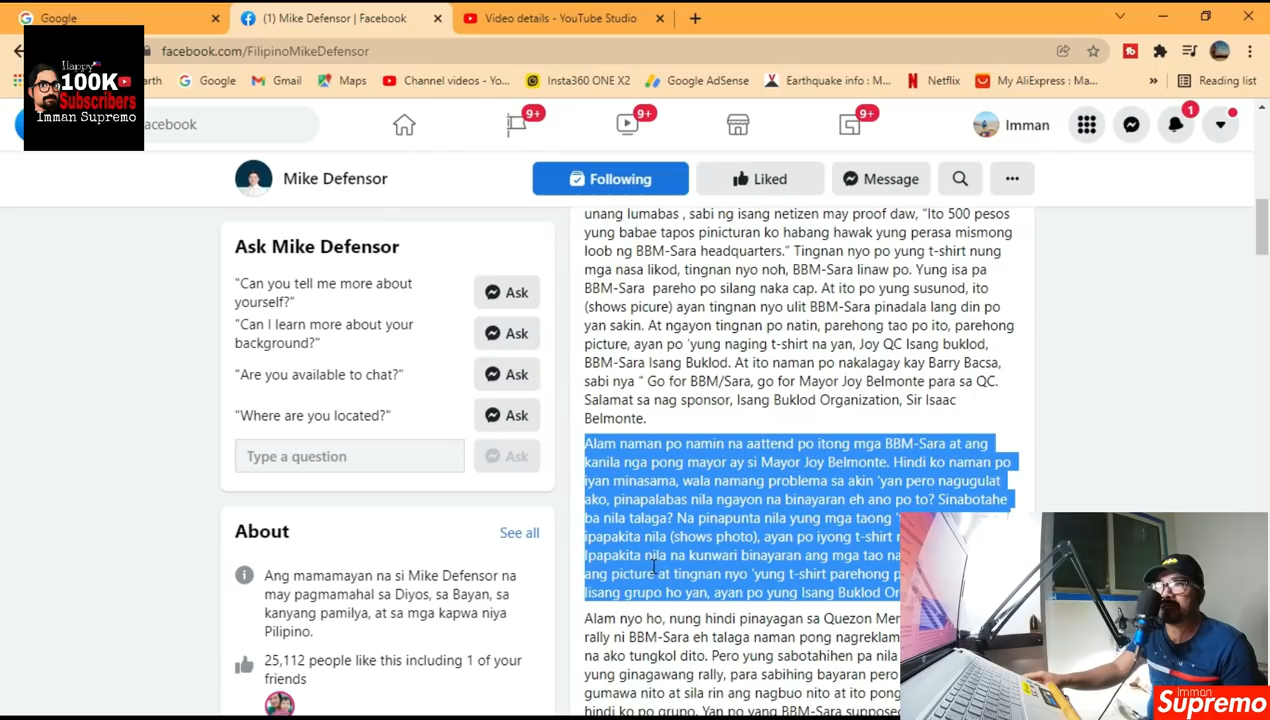 Google
(1) Mike Defensor | Facebook
Video details - YouTube Studio
facebook.com/FilipinoMikeDefensor
Happy
100K
Subscribers
Imman Supremo
arth
Google
Gmail
Maps
Channel videos - Yo...
Insta360 ONE X2
Google AdSense
Earthquake info : M...
Netflix
My AliExpress : Ma...
»
Reading list
acebook
9+
9+
9+
Imman
1
Mike Defensor
Following
Liked
Message
Ask Mike Defensor
"Can you tell me more about
yourself?"
Ask
"Can I learn more about your
background?"
Ask
"Are you available to chat?"
Ask
"Where are you located?"
Ask
Type a question
Ask
About
See all
Ang mamamayan na si Mike Defensor na
may pagmamahal sa Diyos, sa Bayan, sa
kanyang pamilya, at sa mga kapwa niya
Pilipino.
25,112 people like this including 1 of your
friends
unang lumabas , sabi ng isang netizen may proof daw, "Ito 500 pesos
yung babae tapos pinicturan ko habang hawak yung perasa mismong
loob ng BBM-Sara headquarters." Tingnan nyo po yung t-shirt nung
mga nasa likod, tingnan nyo noh, BBM-Sara linaw po. Yung isa pa
BBM-Sara pareho po silang naka cap. At ito po yung susunod, ito
(shows picure) ayan tingnan nyo ulit BBM-Sara pinadala lang din po
yan sakin. At ngayon tingnan po natin, parehong tao po ito, parehong
picture, ayan po 'yung naging t-shirt na yan, Joy QC Isang buklod,
BBM-Sara Isang Buklod. At ito naman po nakalagay kay Barry Bacsa,
sabi nya " Go for BBM/Sara, go for Mayor Joy Belmonte para sa QC.
Salamat sa nag sponsor, Isang Buklod Organization, Sir Isaac
Belmonte.
Alam naman po namin na aattend po itong mga BBM-Sara at ang
kanila nga pong mayor ay si Mayor Joy Belmonte. Hindi ko naman po
iyan minasama, wala namang problema sa akin 'yan pero nagugulat
ako, pinapalabas nila ngayon na binayaran eh ano po to? Sinabotahe
ba nila talaga? Na pinapunta nila yung mga taong
ipapakita nila (shows photo), ayan po iyong t-shirt
Ipapakita nila na kunwari binayaran ang mga tao
ang picture at tingnan nyo 'yung t-shirt parehong
Iisang grupo ho yan, ayan po yung Isang Buklod
Alam nyo ho, nung hindi pinayagan sa Quezon
rally ni BBM-Sara eh talaga naman pong
na ako tungkol dito. Pero yung sabotahihen pa nila
yung ginagawang rally, para sabihing bayaran
gumawa nito at sila rin ang nagbuo nito at ito
hindi ko po grupo. Yan po yang BBM-Sara
Imman
Supremo